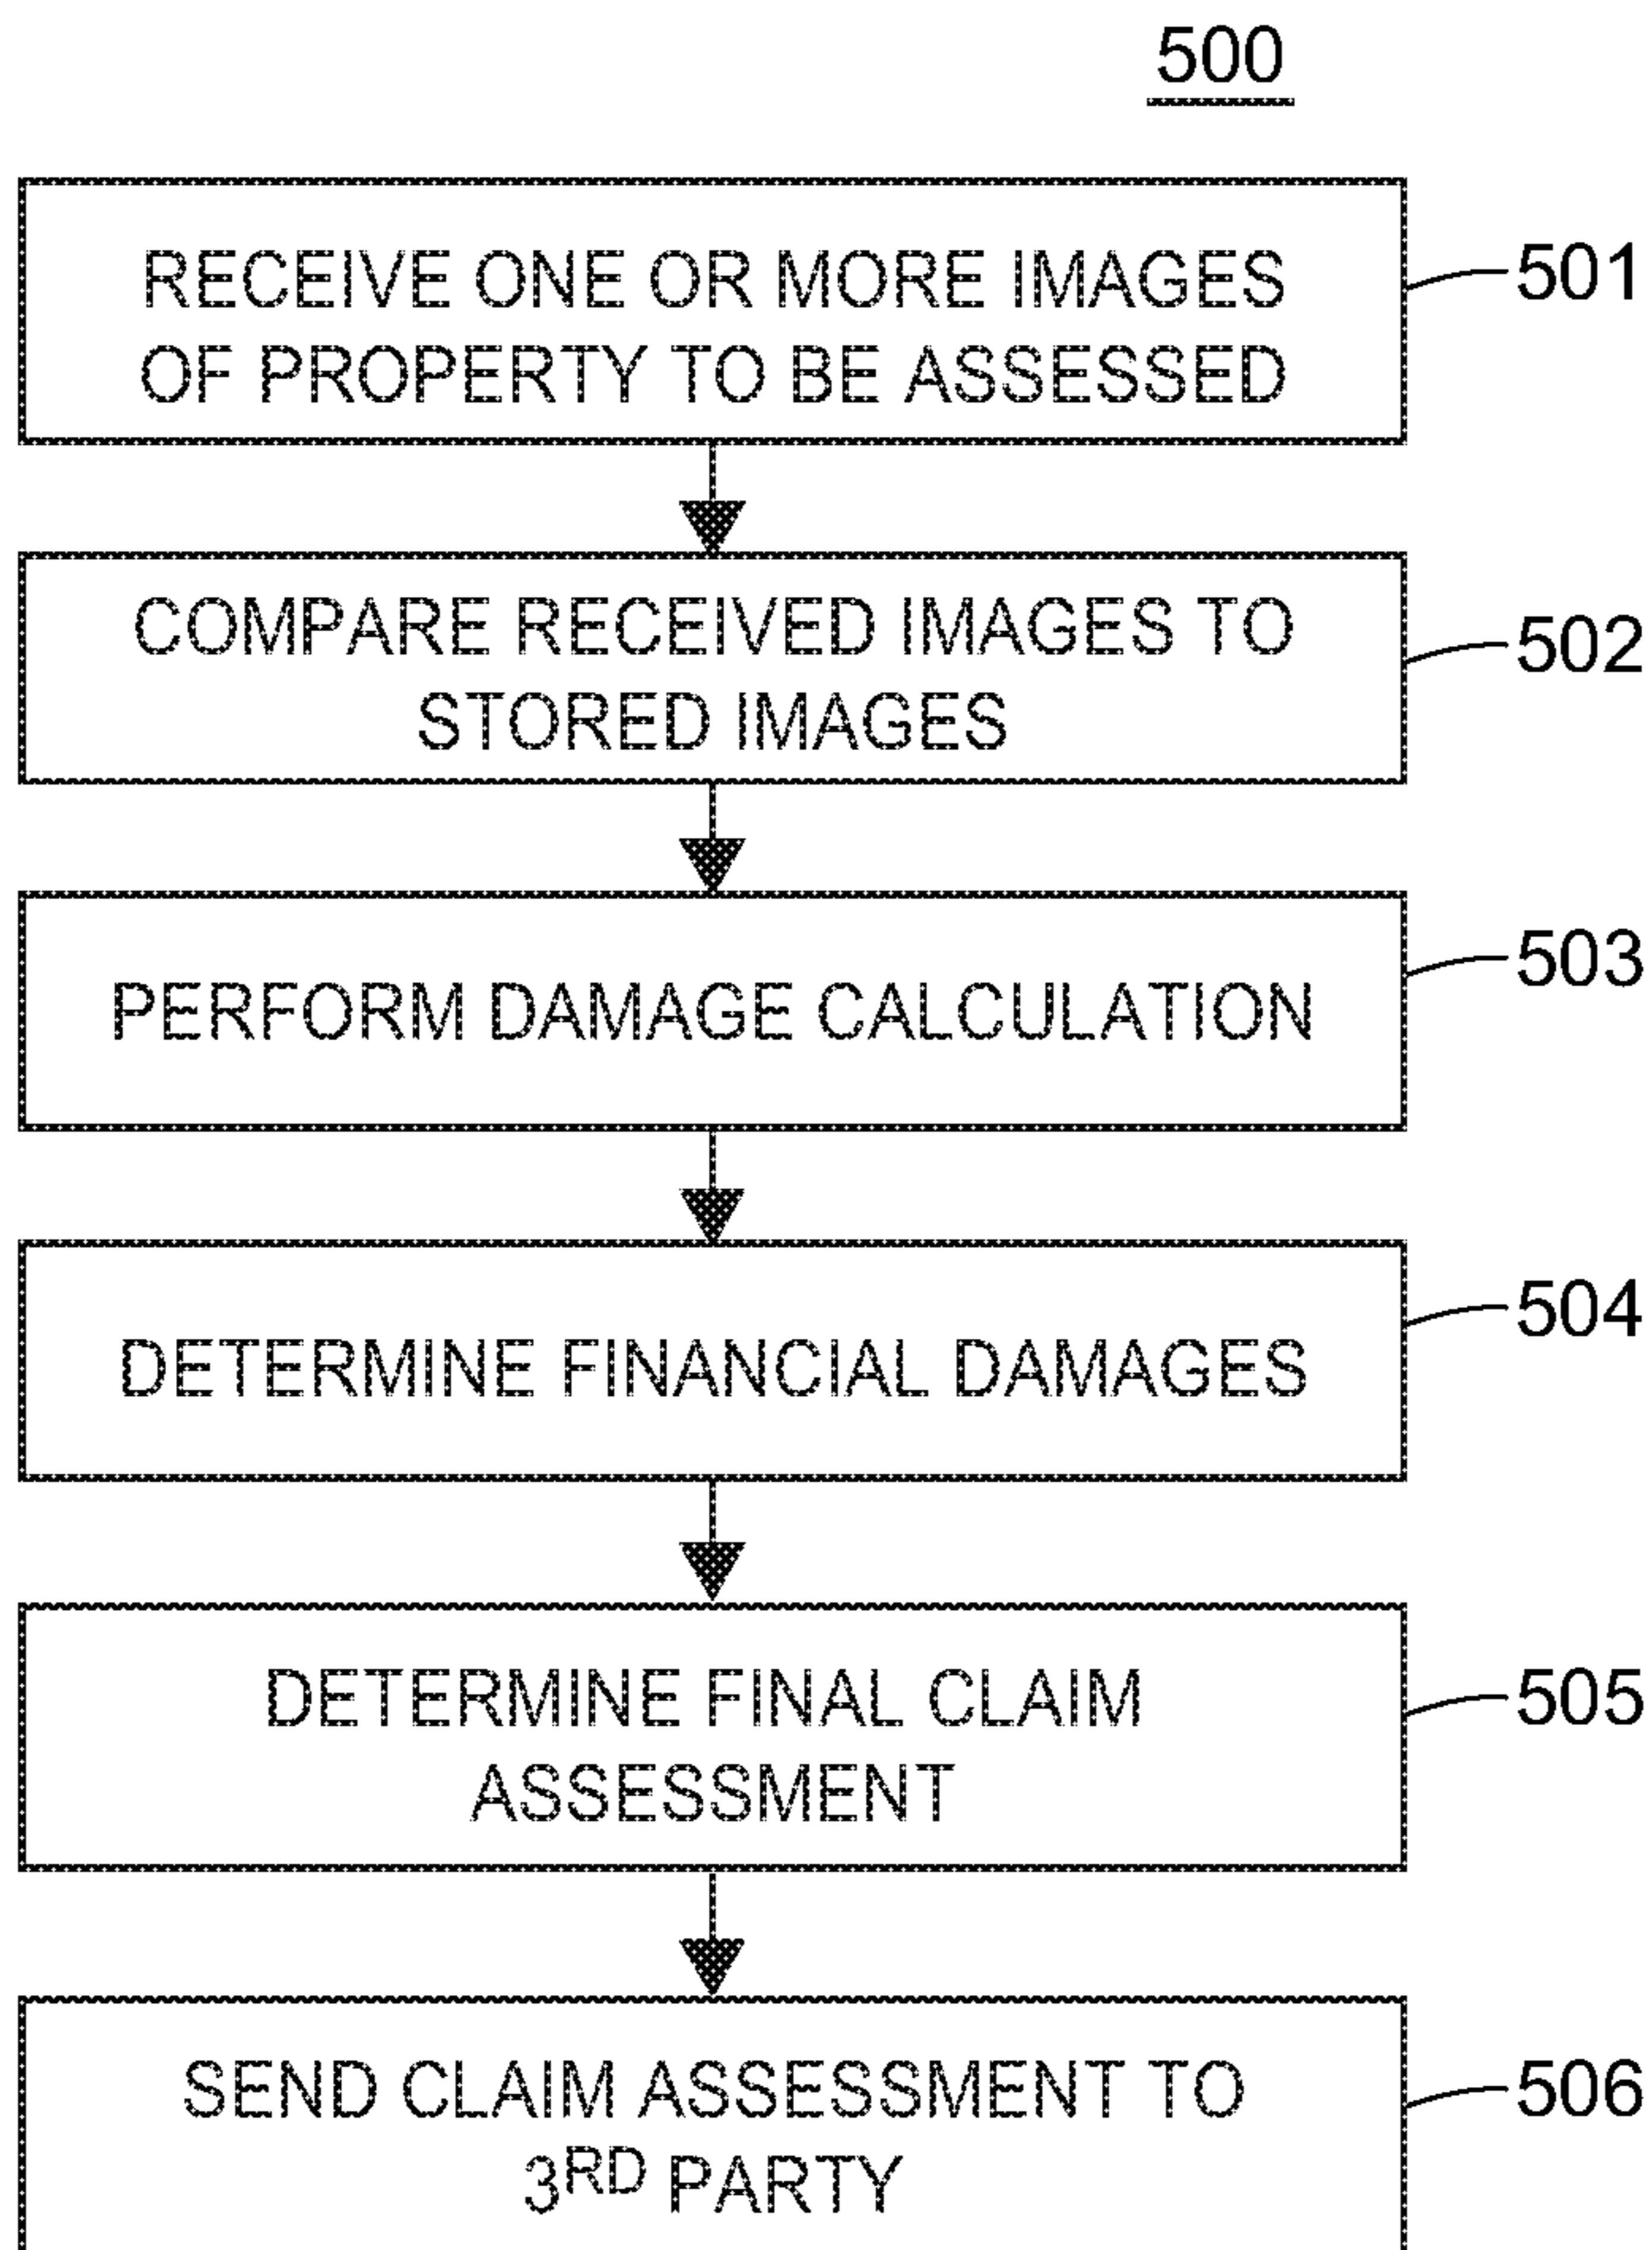 500
RECEIVE ONE OR MORE IMAGES
OF PROPERTY TO BE ASSESSED
501
COMPARE RECEIVED IMAGES TO
STORED IMAGES
502
PERFORM DAMAGE CALCULATION
503
DETERMINE FINANCIAL DAMAGES
504
DETERMINE FINAL CLAIM
ASSESSMENT
505
SEND CLAIM ASSESSMENT TO
3RD PARTY
506